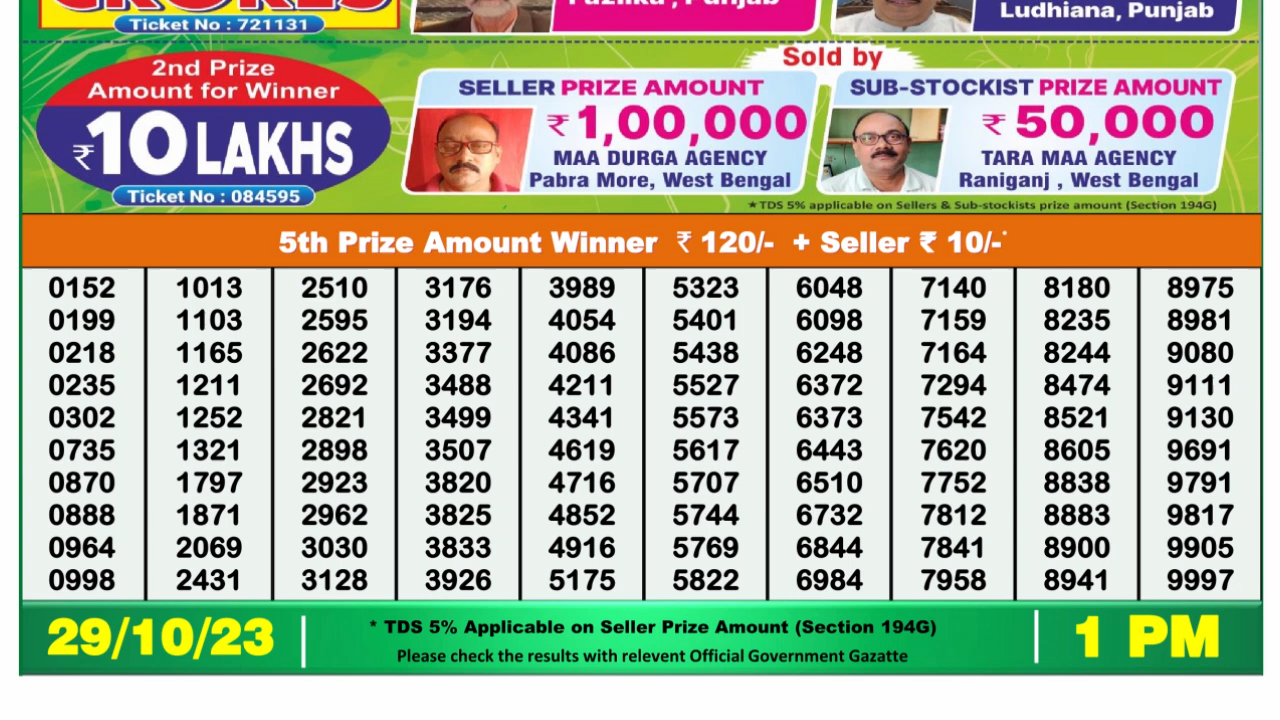 CRORES
Ticket No : 721131
Fazilka , Punjab
Ludhiana, Punjab
2nd Prize
Amount for Winner
₹10 LAKHS
Ticket No : 084595
Sold by
SELLER PRIZE AMOUNT
₹ 1,00,000
MAA DURGA AGENCY
Pabra More, West Bengal
SUB-STOCKIST PRIZE AMOUNT
₹ 50,000
TARA MAA AGENCY
Raniganj , West Bengal
★TDS 5% applicable on Sellers & Sub-stockists prize amount (Section 194G)
5th Prize Amount Winner ₹ 120/- + Seller ₹ 10/-*
0152 1013 2510 3176 3989 5323 6048 7140 8180 8975
0199 1103 2595 3194 4054 5401 6098 7159 8235 8981
0218 1165 2622 3377 4086 5438 6248 7164 8244 9080
0235 1211 2692 3488 4211 5527 6372 7294 8474 9111
0302 1252 2821 3499 4341 5573 6373 7542 8521 9130
0735 1321 2898 3507 4619 5617 6443 7620 8605 9691
0870 1797 2923 3820 4716 5707 6510 7752 8838 9791
0888 1871 2962 3825 4852 5744 6732 7812 8883 9817
0964 2069 3030 3833 4916 5769 6844 7841 8900 9905
0998 2431 3128 3926 5175 5822 6984 7958 8941 9997
29/10/23
* TDS 5% Applicable on Seller Prize Amount (Section 194G)
Please check the results with relevent Official Government Gazatte
1 PM